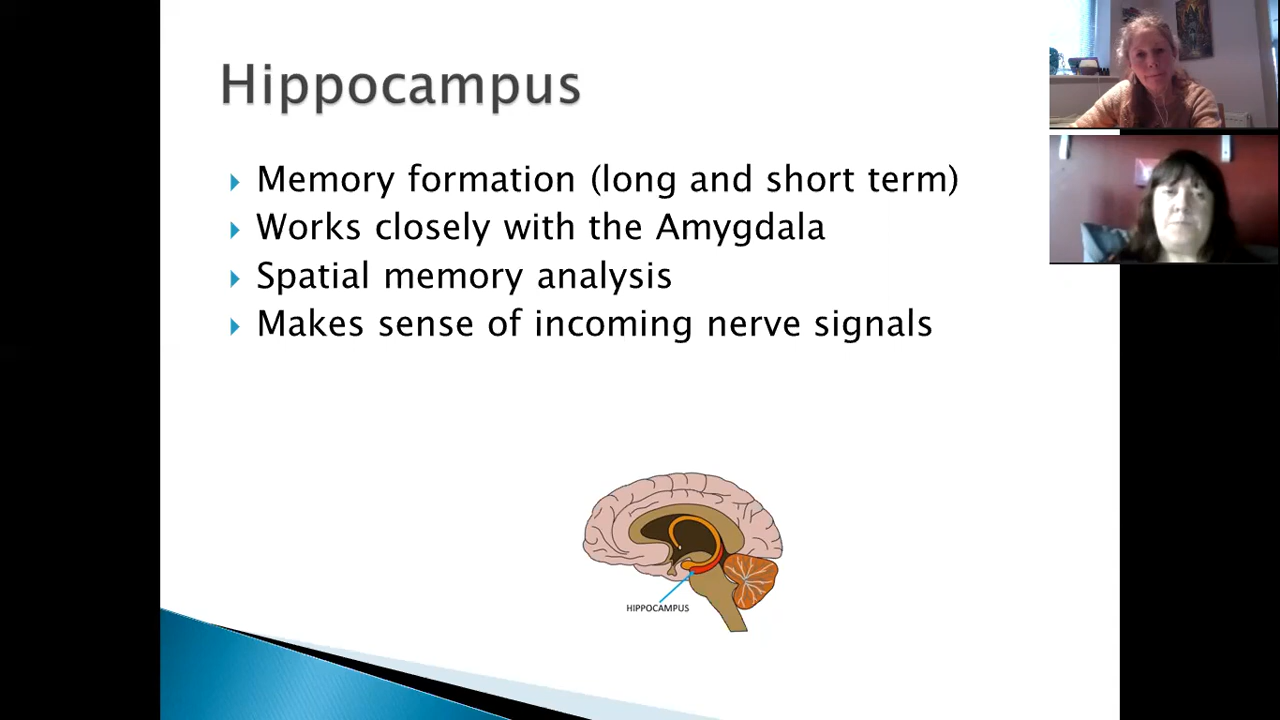 Hippocampus
Memory formation (long and short term)
Works closely with the Amygdala
Spatial memory analysis
Makes sense of incoming nerve signals
HIPPOCAMPUS